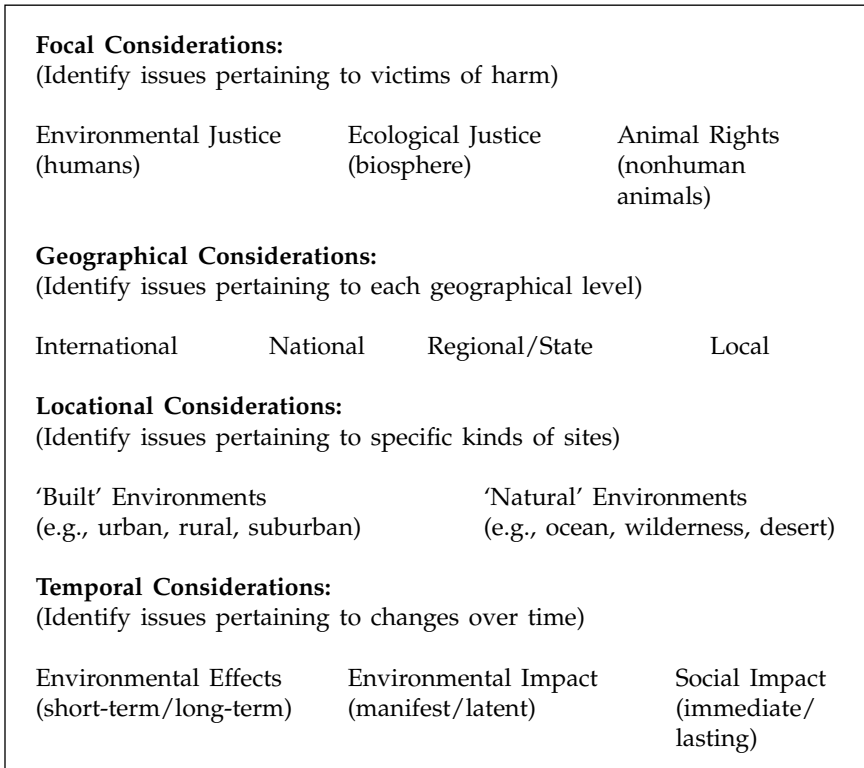 Focal Considerations:
(Identify issues pertaining to victims of harm)
Environmental Justice Ecological Justice Animal Rights
(humans) (biosphere) (nonhuman
animals)
Geographical Considerations:
(Identify issues pertaining to each geographical level)
International National Regional/State Local
Locational Considerations:
(Identify issues pertaining to specific kinds of sites)
‘Built’ Environments ‘Natural’ Environments
(e.g., urban, rural, suburban) (e.g., ocean, wilderness, desert)
Temporal Considerations:
(Identify issues pertaining to changes over time)
Environmental Effects Environmental Impact Social Impact
(short-term/long-term) (manifest/latent) (immediate/
lasting)